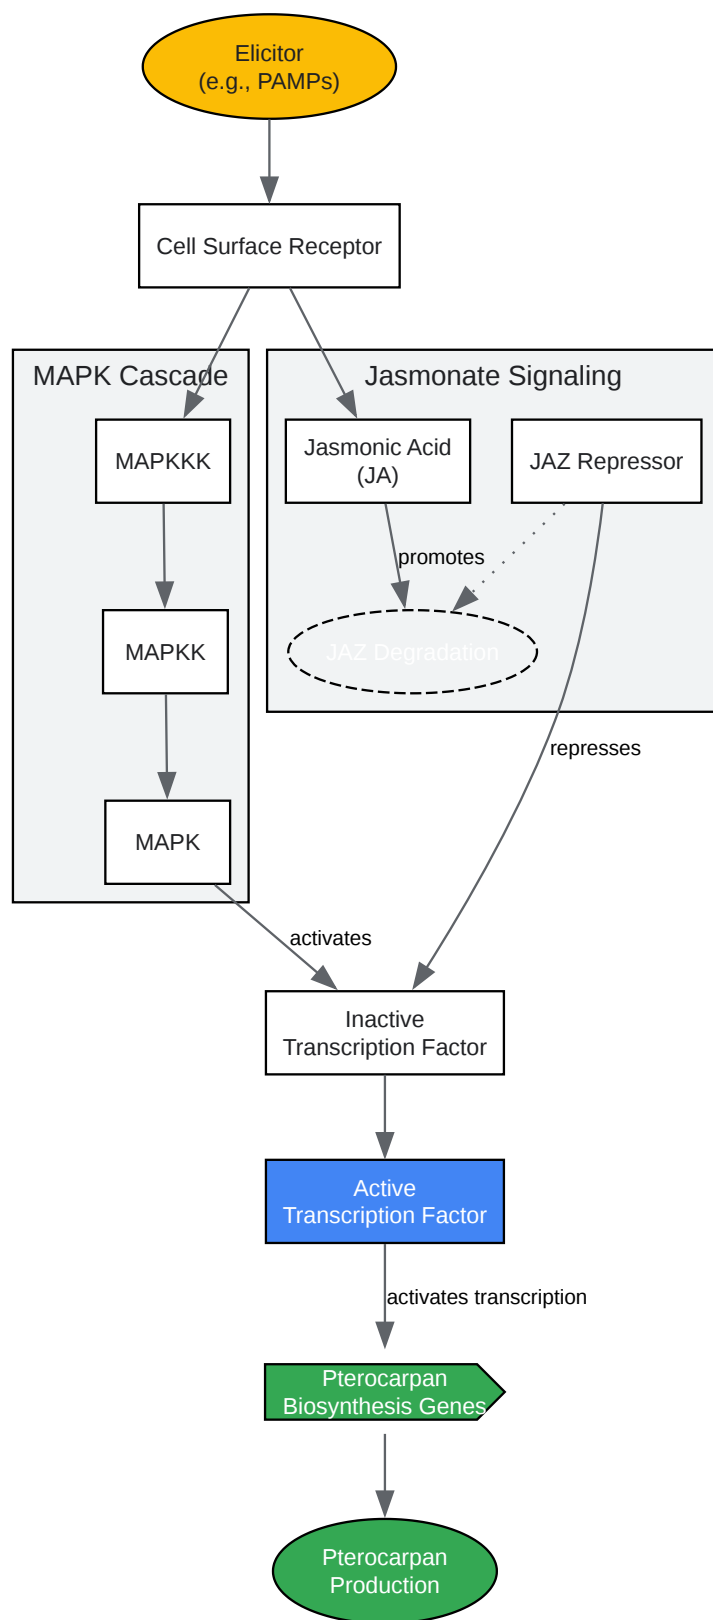 Elicitor
(e.g., PAMPs)
Cell Surface Receptor
MAPK Cascade
Jasmonate Signaling
MAPKKK
Jasmonic Acid
(JA)
JAZ Repressor
promotes
MAPKK
JAZ Degradation
represses
MAPK
activates
Inactive
Transcription Factor
Active
Transcription Factor
activates transcription
Pterocarpan
Biosynthesis Genes
Pterocarpan
Production